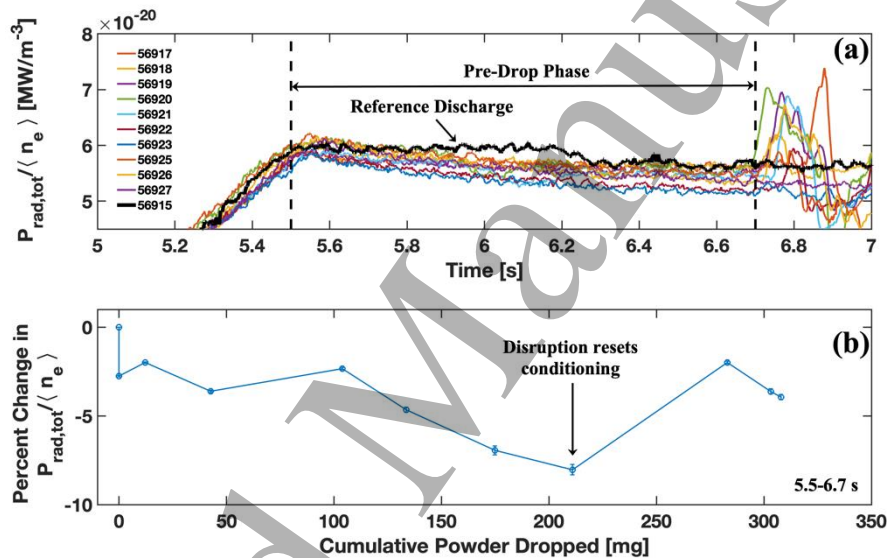 × 10⁻²⁰
8
7
6
5
P_rad,tot/⟨ n_e ⟩ [MW/m⁻³]
56917
56918
56919
56920
56921
56922
56923
56925
56926
56927
56915
(a)
Pre-Drop Phase
Reference Discharge
5 5.2 5.4 5.6 5.8 6 6.2 6.4 6.6 6.8 7
Time [s]
0
-5
-10
Percent Change in
P_rad,tot/⟨ n_e ⟩
(b)
Disruption resets
conditioning
5.5-6.7 s
0 50 100 150 200 250 300 350
Cumulative Powder Dropped [mg]